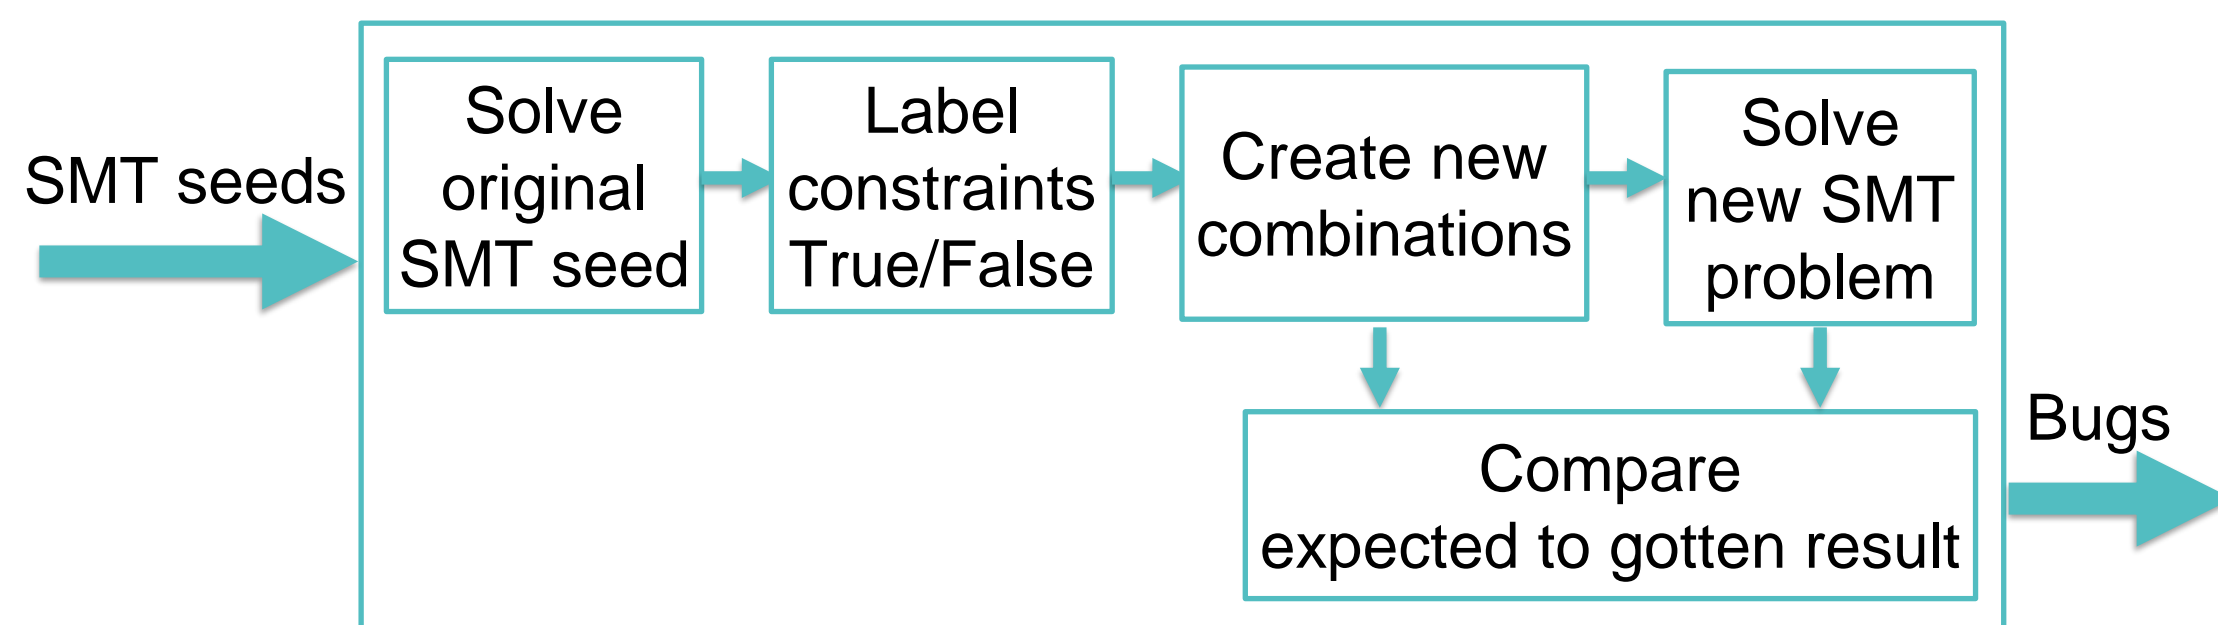 SMT seeds
Solve
original
SMT seed
Label
constraints
True/False
Create new
combinations
Solve
new SMT
problem
Compare
expected to gotten result
Bugs